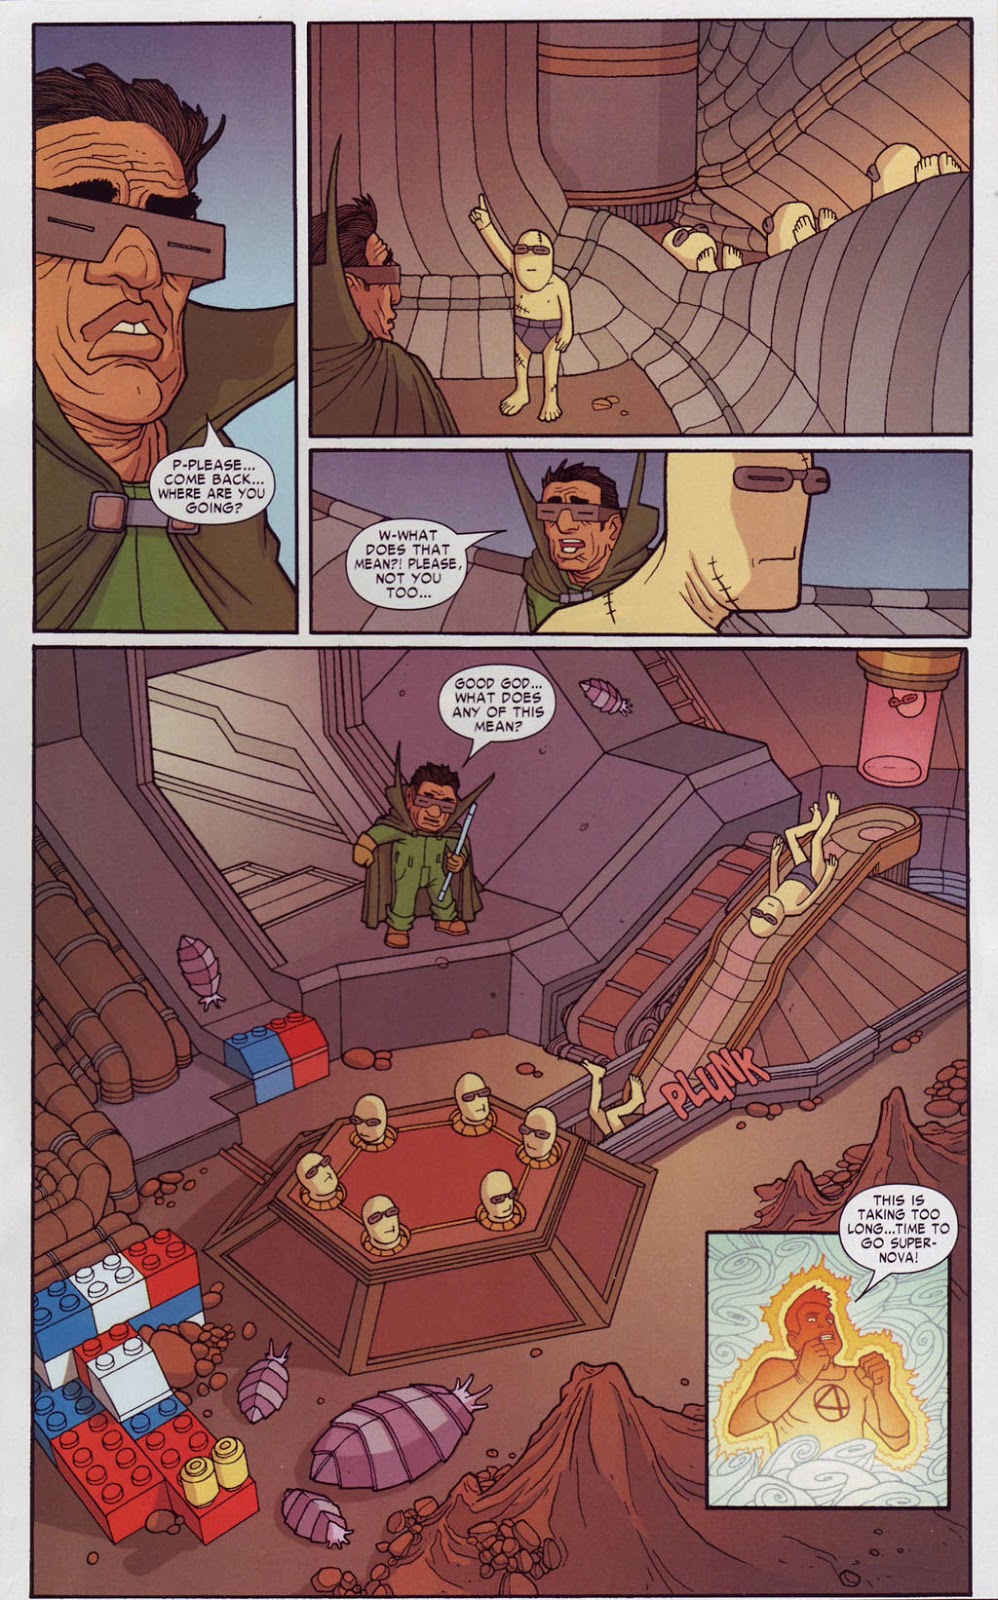 P-PLEASE...
COME BACK...
WHERE ARE YOU
GOING?
W-WHAT
DOES THAT
MEAN?! PLEASE,
NOT YOU
TOO...
GOOD GOD...
WHAT DOES
ANY OF THIS
MEAN?
PLUNK
THIS IS
TAKING TOO
LONG...TIME TO
GO SUPER-
NOVA!
4